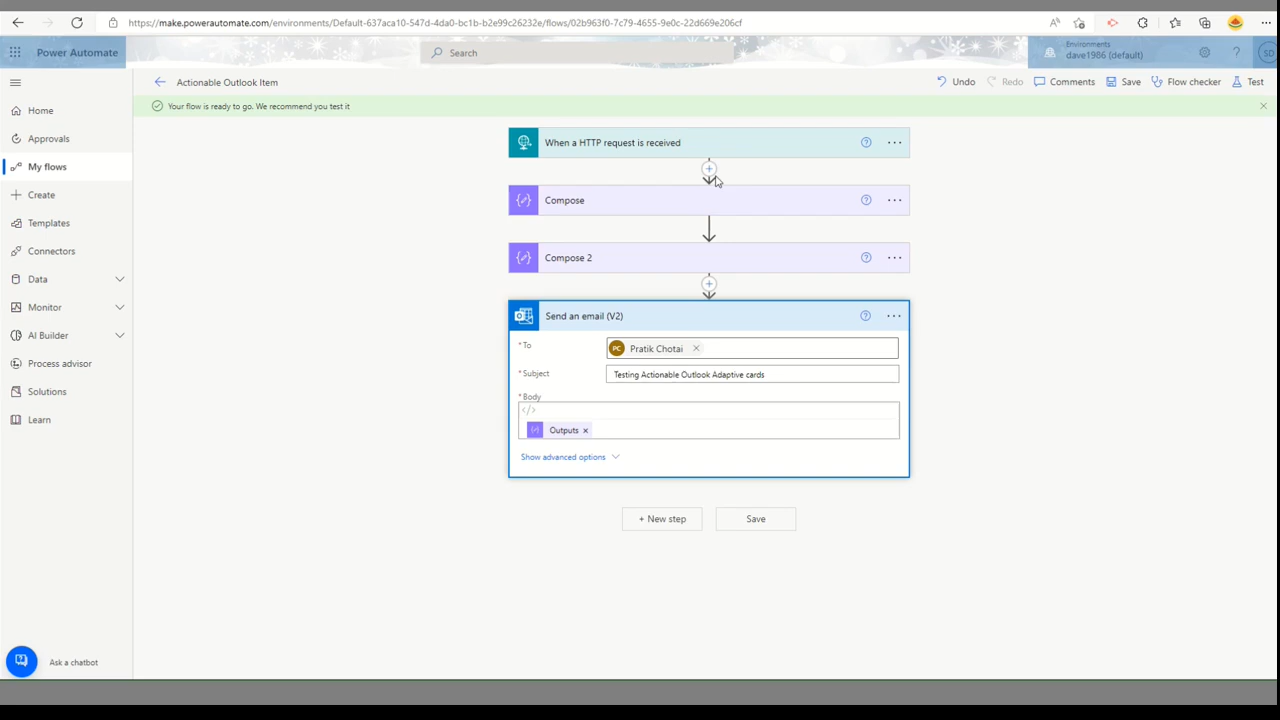 https://make.powerautomate.com/environments/Default-637aca10-547d-4da0-bc1b-b2e99c26232e/flows/02b963f0-7c79-4655-9e0c-22d669e206cf
Power Automate
Search
Environments
dave1986 (default)
SD
Actionable Outlook Item
Undo
Redo
Comments
Save
Flow checker
Test
Your flow is ready to go. We recommend you test it
Home
Approvals
My flows
Create
Templates
Connectors
Data
Monitor
AI Builder
Process advisor
Solutions
Learn
Ask a chatbot
When a HTTP request is received
Compose
Compose 2
Send an email (V2)
* To
PC Pratik Chotai
* Subject
Testing Actionable Outlook Adaptive cards
* Body
</>
Outputs
Show advanced options
+ New step
Save